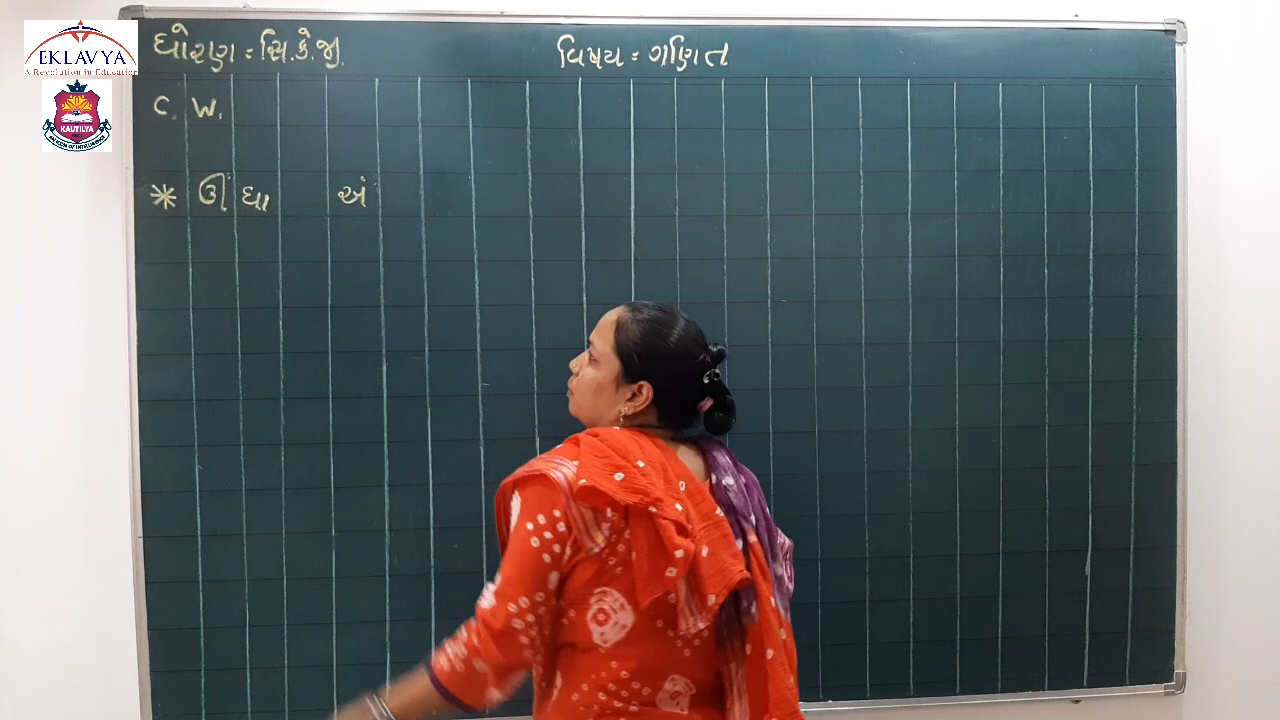 EKLAVYA
A Revolution in Education
KAUTILYA
ધોરણ = સિ.કે.જી.
વિષય = ગણિત
C. W.
* ઊંધા અં